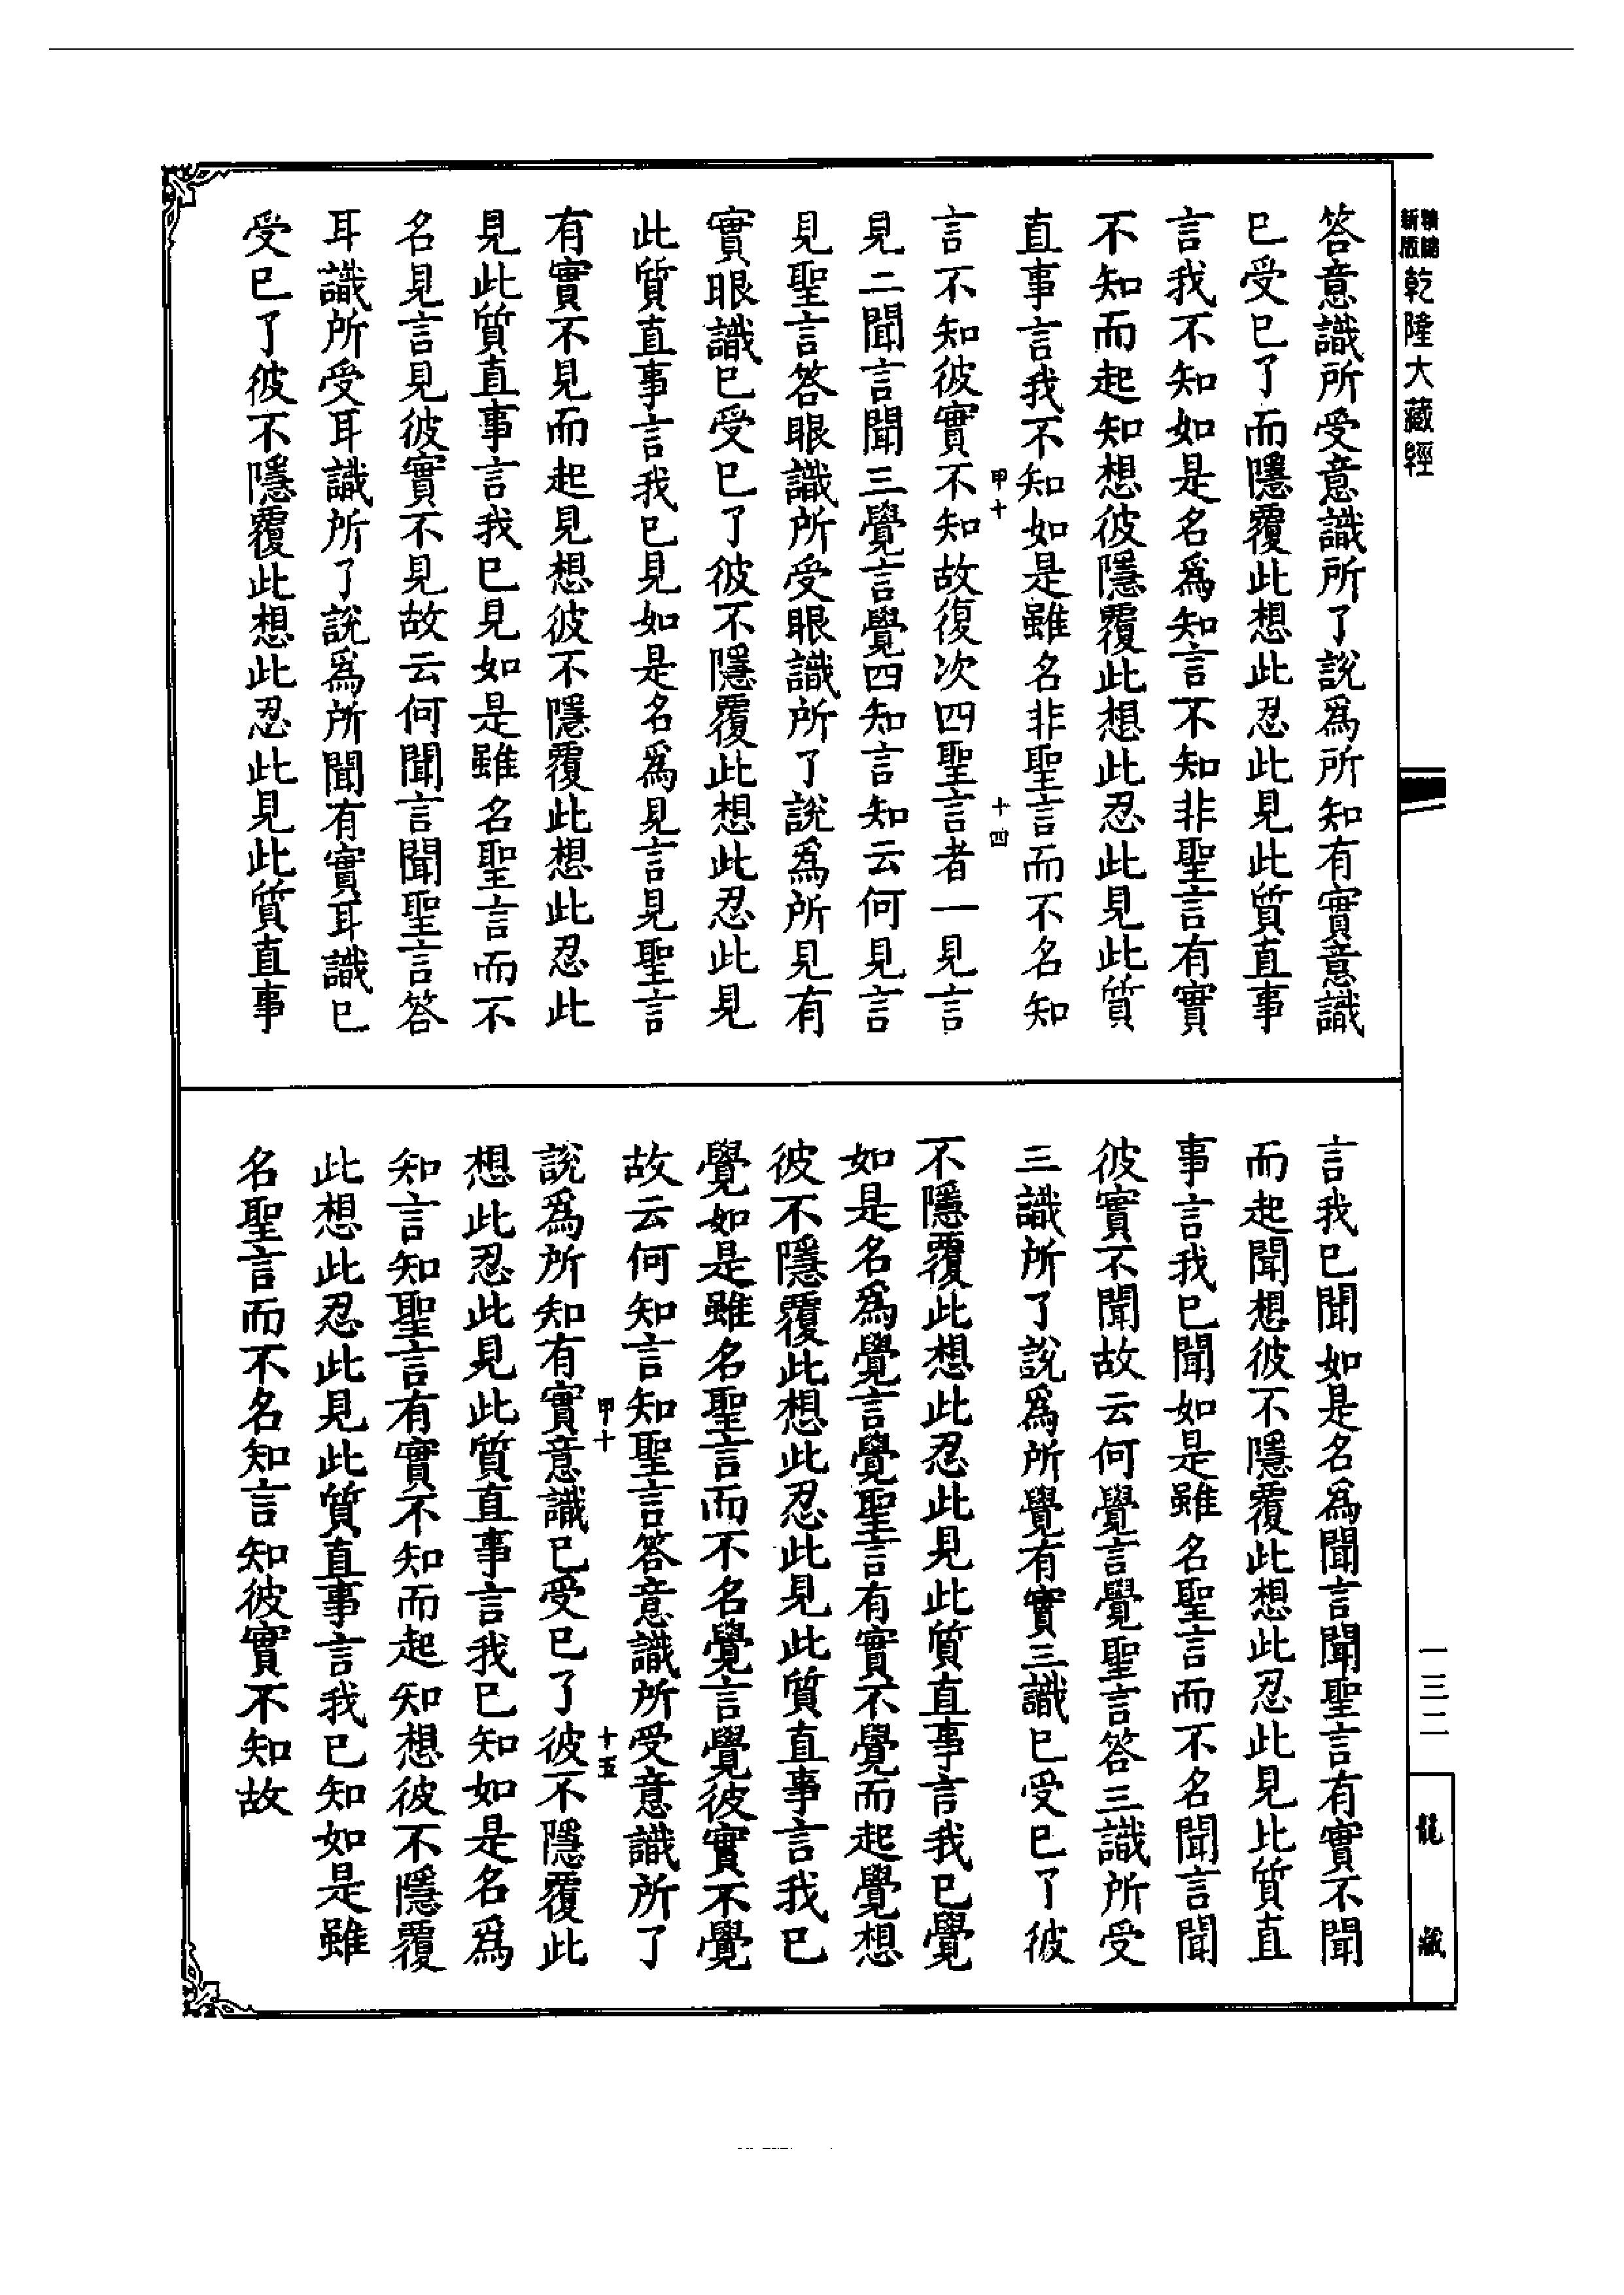 新版
精縮
乾隆大藏經
答意識所受意識所了說爲所知有實意識
已受已了而隱覆此想此忍此見此質直事
言我不知如是名爲知言不知非聖言有實
不知而起知想彼隱覆此想此忍此見此質
直事言我不知如是雖名非聖言而不名知
甲十
十四
言不知彼實不知故復次四聖言者一見言
見二聞言聞三覺言覺四知言知云何見言
見聖言答眼識所受眼識所了說爲所見有
實眼識已受已了彼不隱覆此想此忍此見
此質直事言我已見如是名爲見言見聖言
有實不見而起見想彼不隱覆此想此忍此
見此質直事言我已見如是雖名聖言而不
名見言見彼實不見故云何聞言聞聖言答
耳識所受耳識所了說爲所聞有實耳識已
受已了彼不隱覆此想此忍此見此質直事
言我已聞如是名爲聞言聞聖言有實不聞
而起聞想彼不隱覆此想此忍此見此質直
事言我已聞如是雖名聖言而不名聞言聞
彼實不聞故云何覺言覺聖言答三識所受
三識所了說爲所覺有實三識已受已了彼
不隱覆此想此忍此見此質直事言我已覺
如是名爲覺言覺聖言有實不覺而起覺想
彼不隱覆此想此忍此見此質直事言我已
覺如是雖名聖言而不名覺言覺彼實不覺
故云何知言知聖言答意識所受意識所了
甲十
十五
說爲所知有實意識已受已了彼不隱覆此
想此忍此見此質直事言我已知如是名爲
知言知聖言有實不知而起知想彼不隱覆
此想此忍此見此質直事言我已知如是雖
名聖言而不名知言知彼實不知故
一三二
龍藏